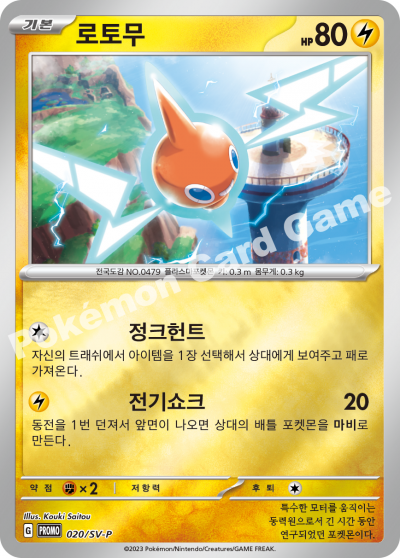 기본 로토무 HP 80
전국도감 NO.0479 플라스마포켓몬 키: 0.3 m 몸무게: 0.3 kg
정크헌트
자신의 트래쉬에서 아이템을 1장 선택해서 상대에게 보여주고 패로
가져온다.
전기쇼크 20
동전을 1번 던져서 앞면이 나오면 상대의 배틀 포켓몬을 마비로
만든다.
약점 ×2 저항력 후퇴
Illus. Kouki Saitou
G PROMO 020/SV-P
특수한 모터를 움직이는
동력원으로서 긴 시간 동안
연구되었던 포켓몬이다.
©2023 Pokémon/Nintendo/Creatures/GAME FREAK.
Pokémon Card Game